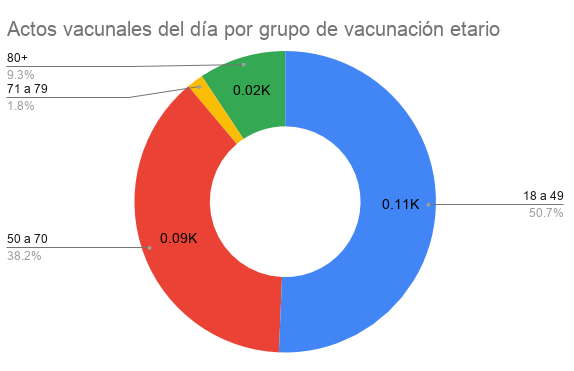 Actos vacunales del día por grupo de vacunación etario
80+
9.3%
71 a 79
1.8%
0.02K
18 a 49
50.7%
0.11K
50 a 70
38.2%
0.09K